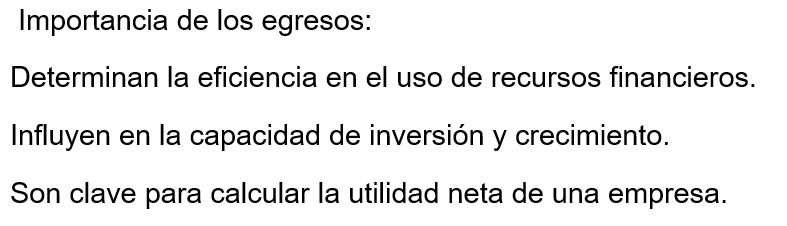 Importancia de los egresos:
Determinan la eficiencia en el uso de recursos financieros.
Influyen en la capacidad de inversión y crecimiento.
Son clave para calcular la utilidad neta de una empresa.